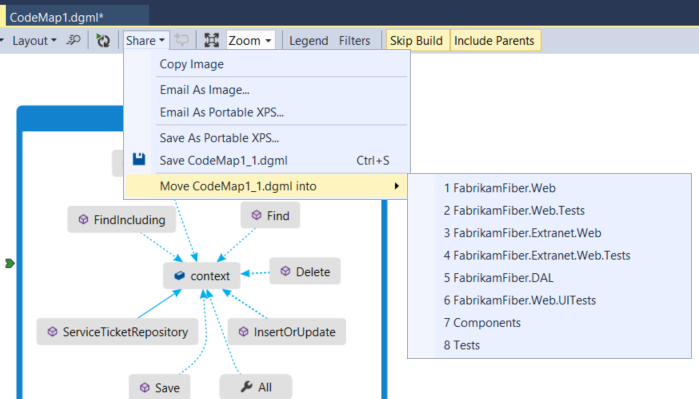 CodeMap1.dgml*
Layout Share Zoom Legend Filters Skip Build Include Parents
Copy Image
Email As Image...
Email As Portable XPS...
Save As Portable XPS...
Save CodeMap1_1.dgml Ctrl+S
Move CodeMap1_1.dgml into
1 FabrikamFiber.Web
2 FabrikamFiber.Web.Tests
3 FabrikamFiber.Extranet.Web
4 FabrikamFiber.Extranet.Web.Tests
5 FabrikamFiber.DAL
6 FabrikamFiber.Web.UITests
7 Components
8 Tests
FindIncluding
Find
context
Delete
ServiceTicketRepository
InsertOrUpdate
Save
All